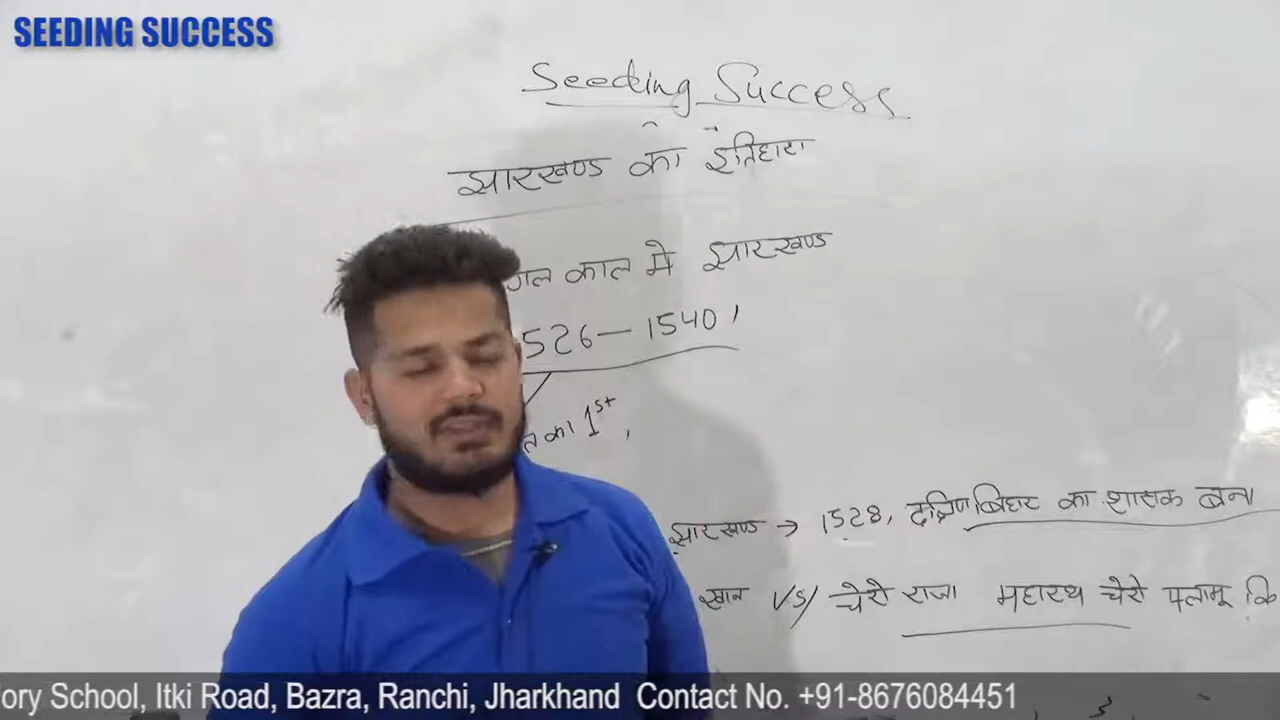 SEEDING SUCCESS
Seeding Success
झारखण्ड का इतिहास
गल काल मे झारखण्ड
526 — 1540,
त का 1st,
झारखण्ड → 1528, दक्षिण बिहार का शासक बना
खान V/S/ चेरो राजा महारथ चेरो पलामू कि
ory School, Itki Road, Bazra, Ranchi, Jharkhand Contact No. +91-8676084451